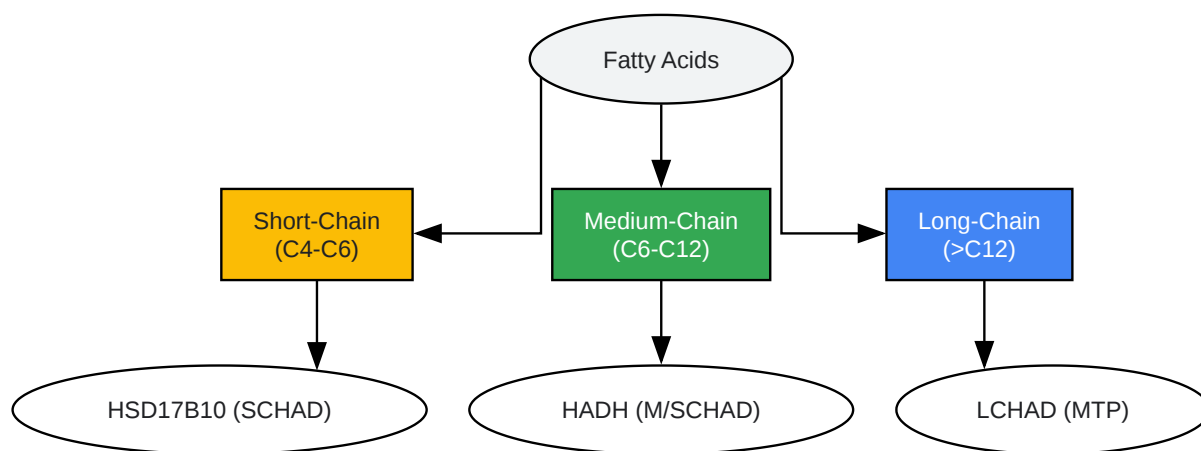 Fatty Acids
Short-Chain
(C4-C6)
Medium-Chain
(C6-C12)
Long-Chain
(>C12)
HSD17B10 (SCHAD)
HADH (M/SCHAD)
LCHAD (MTP)